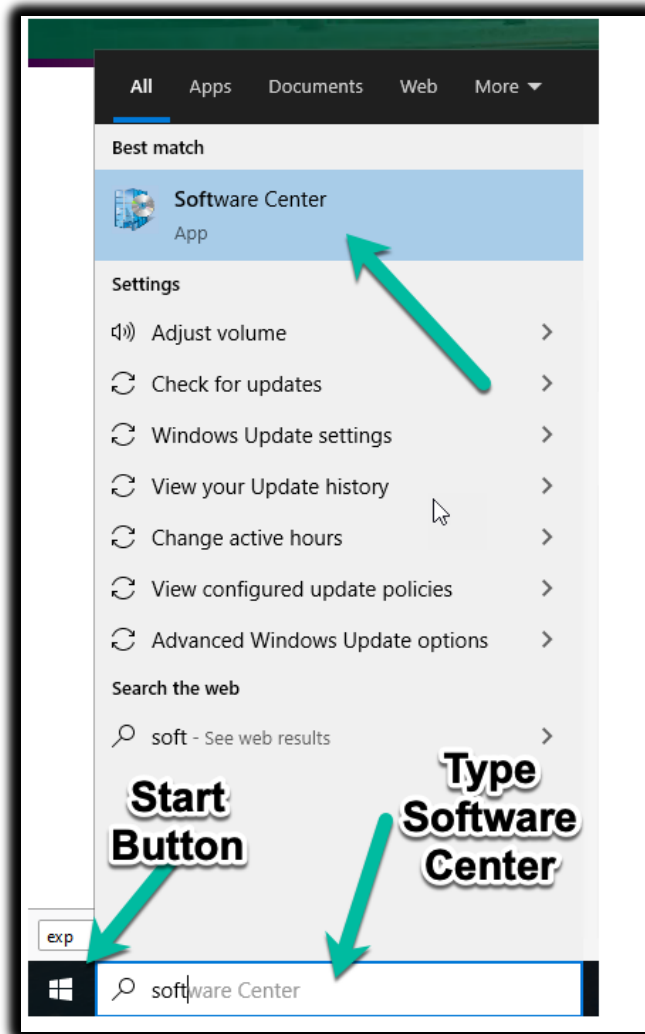 All Apps Documents Web More
Best match
Software Center
App
Settings
Adjust volume
Check for updates
Windows Update settings
View your Update history
Change active hours
View configured update policies
Advanced Windows Update options
Search the web
soft - See web results
Start
Button
Type
Software
Center
exp
software Center